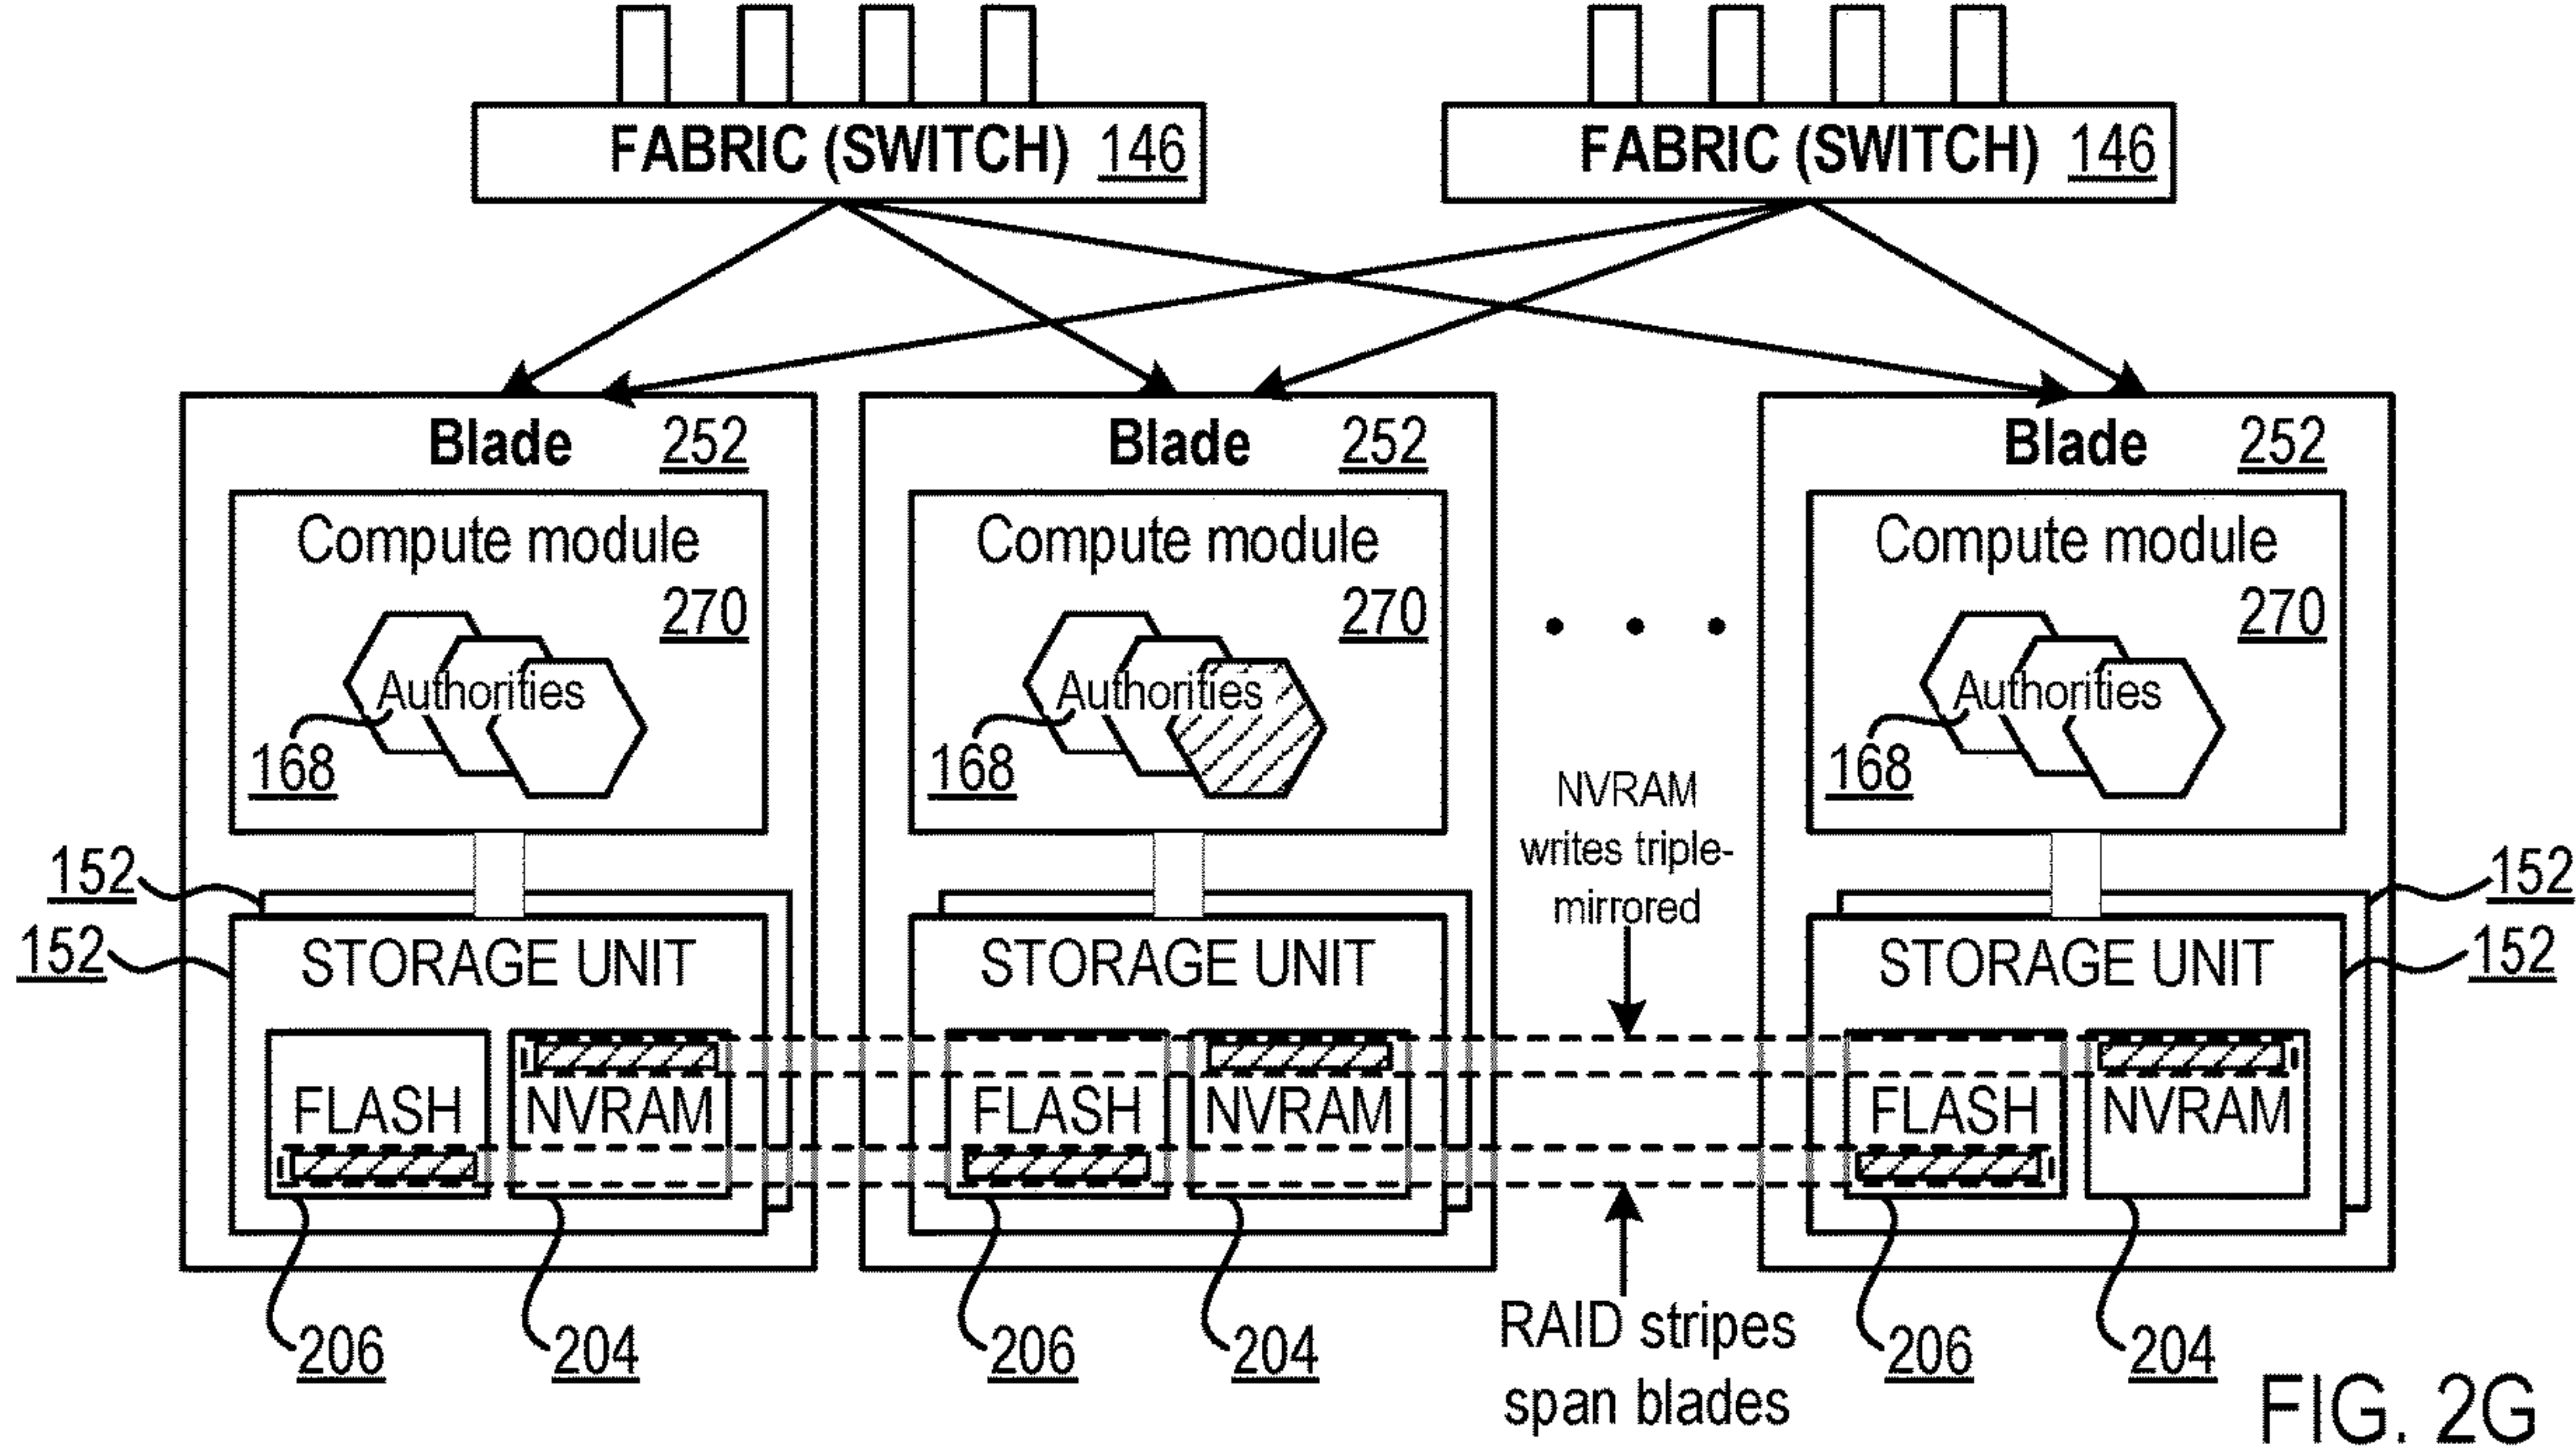 FABRIC (SWITCH) 146
FABRIC (SWITCH) 146
Blade 252
Compute module
270
Authorities
168
Blade 252
Compute module
270
Authorities
168
Blade 252
Compute module
270
Authorities
168
NVRAM
writes triple-
mirrored
152
152
STORAGE UNIT
FLASH
NVRAM
206
204
STORAGE UNIT
FLASH
NVRAM
206
204
152
152
STORAGE UNIT
FLASH
NVRAM
206
204
RAID stripes
span blades
FIG. 2G